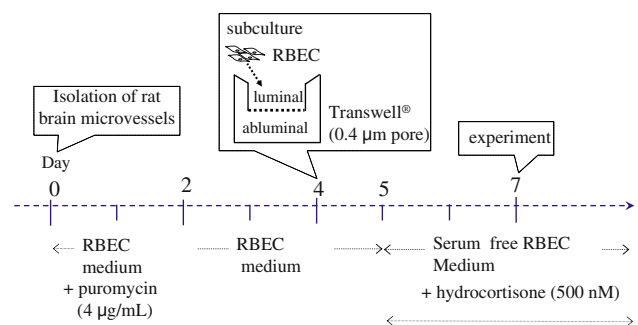 subculture
RBEC
luminal
abluminal
Transwell®
(0.4 µm pore)
Isolation of rat
brain microvessels
experiment
Day
0
2
4
5
7
RBEC
medium
+ puromycin
(4 µg/mL)
RBEC
medium
Serum free RBEC
Medium
+ hydrocortisone (500 nM)